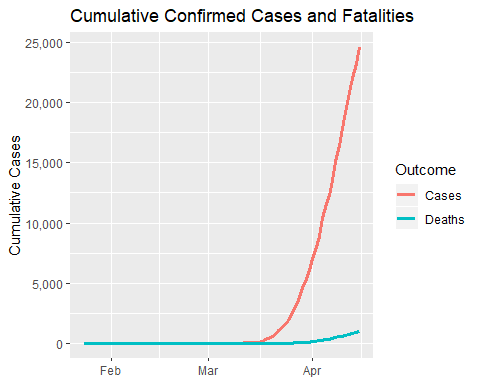 Cumulative Confirmed Cases and Fatalities
Cumulative Cases
25,000
20,000
15,000
10,000
5,000
0
Feb
Mar
Apr
Outcome
Cases
Deaths